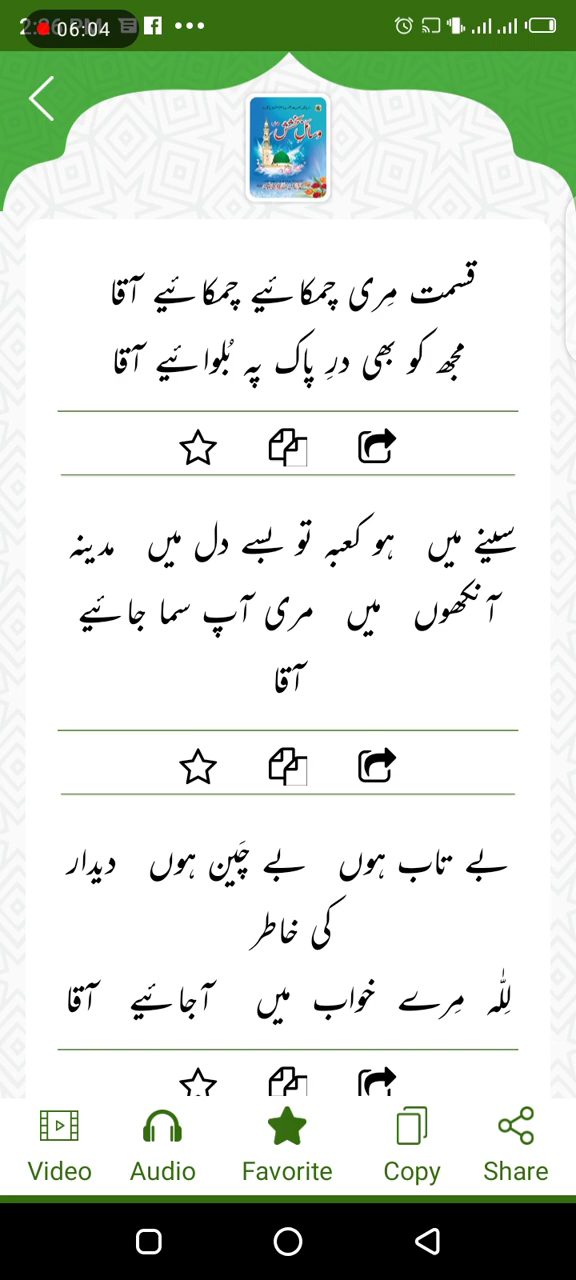 06:04
قسمت مِری چمکائیے چمکائیے آقا
مجھ کو بھی درِ پاک پہ بُلوائیے آقا
سینے میں ہو کعبہ تو بسے دل میں مدینہ
آنکھوں میں مری آپ سما جائیے
آقا
بے تاب ہوں بے چَین ہوں دیدار
کی خاطر
لِلّٰہ مِرے خواب میں آجائیے آقا
Video Audio Favorite Copy Share